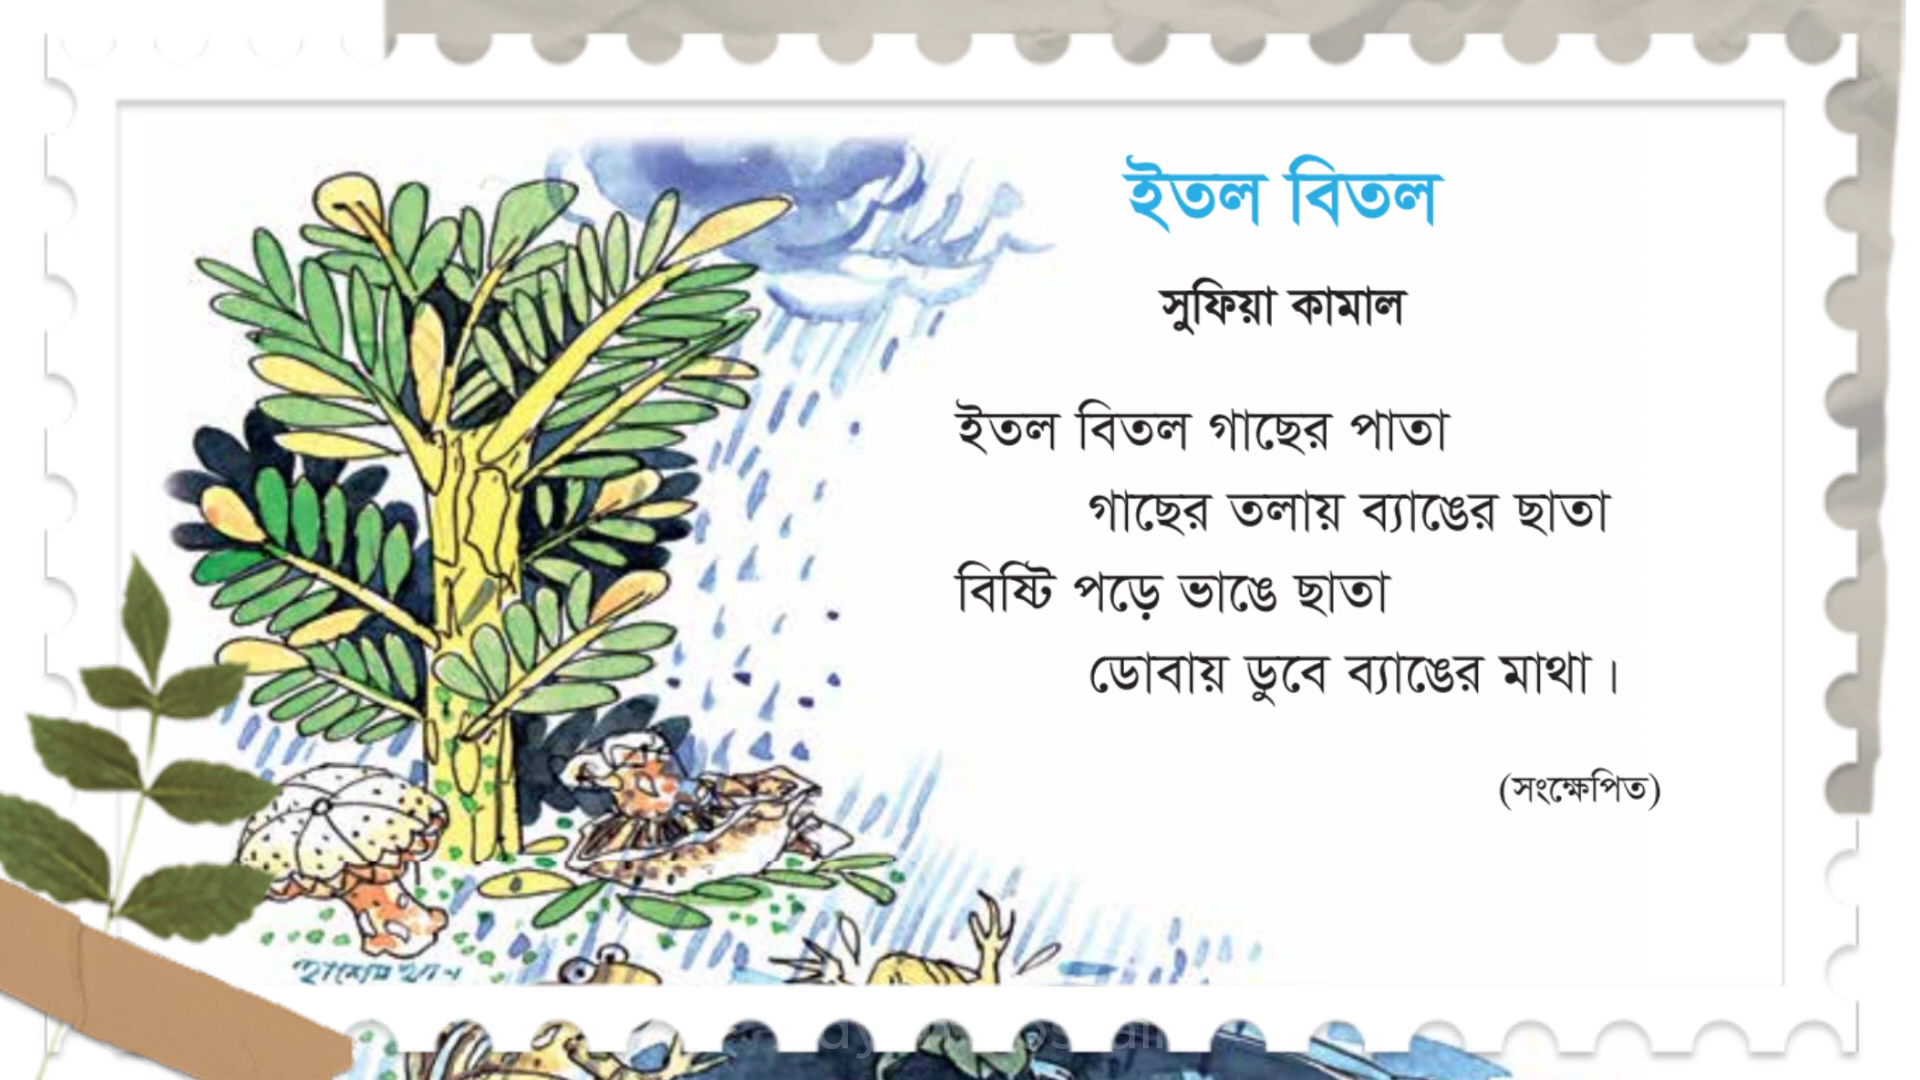 ইতল বিতল
সুফিয়া কামাল
ইতল বিতল গাছের পাতা
গাছের তলায় ব্যাঙের ছাতা
বিষ্টি পড়ে ভাঙে ছাতা
ডোবায় ডুবে ব্যাঙের মাথা।
(সংক্ষেপিত)